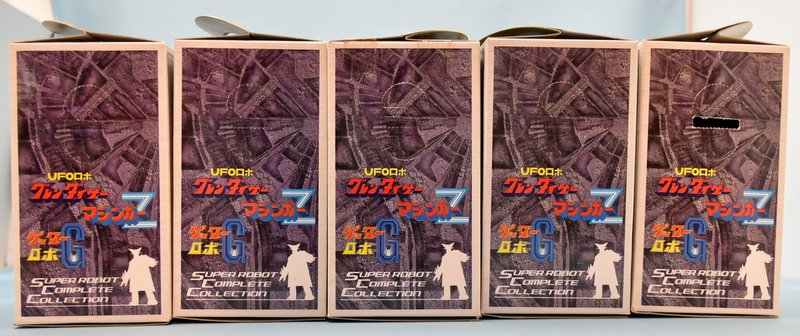 UFOロボ
グレンダイザー
マジンガーZ
ゲッター
ロボG
SUPER ROBOT
COMPLETE
COLLECTION
UFOロボ
グレンダイザー
マジンガーZ
ゲッター
ロボG
SUPER ROBOT
COMPLETE
COLLECTION
UFOロボ
グレンダイザー
マジンガーZ
ゲッター
ロボG
SUPER ROBOT
COMPLETE
COLLECTION
UFOロボ
グレンダイザー
マジンガーZ
ゲッター
ロボG
SUPER ROBOT
COMPLETE
COLLECTION
UFOロボ
グレンダイザー
マジンガーZ
ゲッター
ロボG
SUPER ROBOT
COMPLETE
COLLECTION